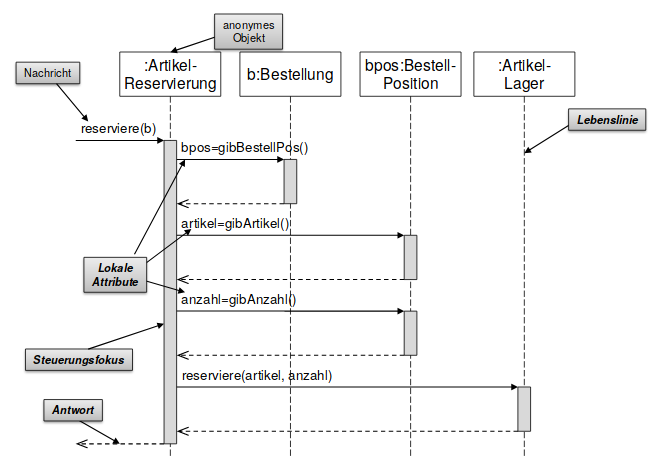 anonymes
Objekt
Nachricht
:Artikel-
Reservierung
b:Bestellung
bpos:Bestell-
Position
:Artikel-
Lager
Lebenslinie
reserviere(b)
bpos=gibBestellPos()
artikel=gibArtikel()
Lokale
Attribute
anzahl=gibAnzahl()
Steuerungsfokus
reserviere(artikel, anzahl)
Antwort